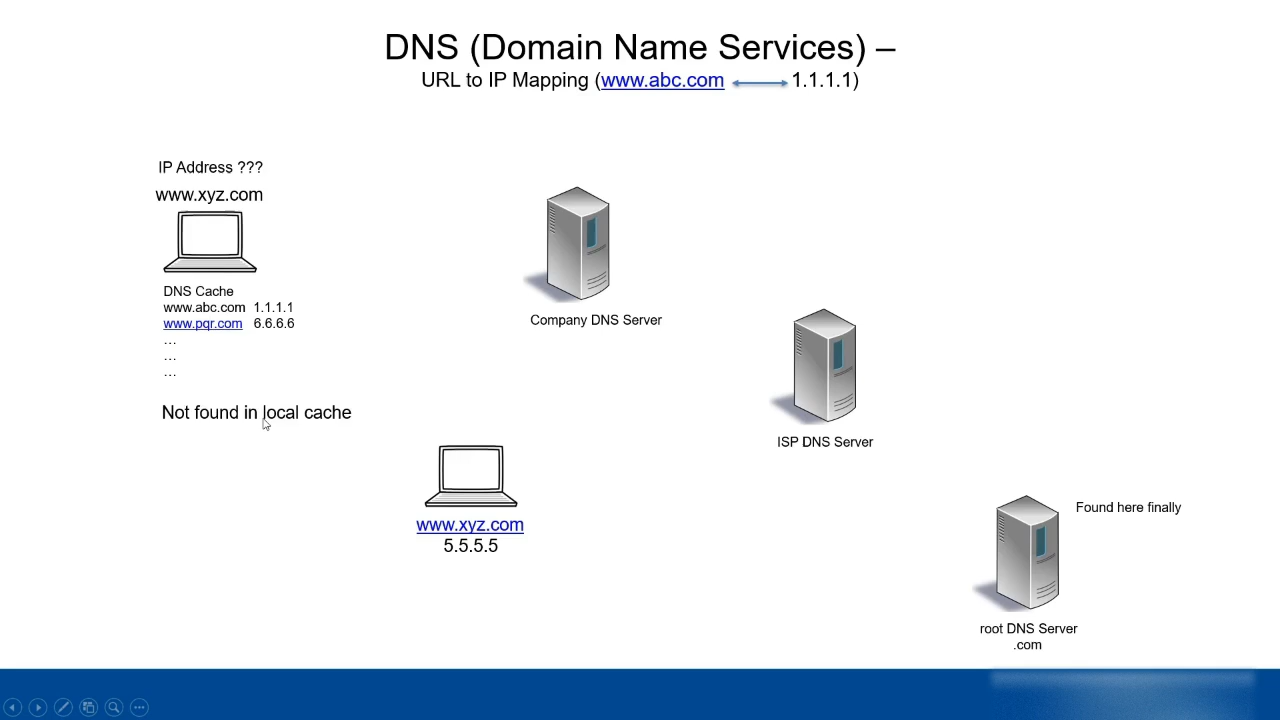 DNS (Domain Name Services) –
URL to IP Mapping (www.abc.com 1.1.1.1)
IP Address ???
www.xyz.com
DNS Cache
www.abc.com 1.1.1.1
www.pqr.com 6.6.6.6
...
...
...
Not found in local cache
Company DNS Server
ISP DNS Server
www.xyz.com
5.5.5.5
Found here finally
root DNS Server
.com